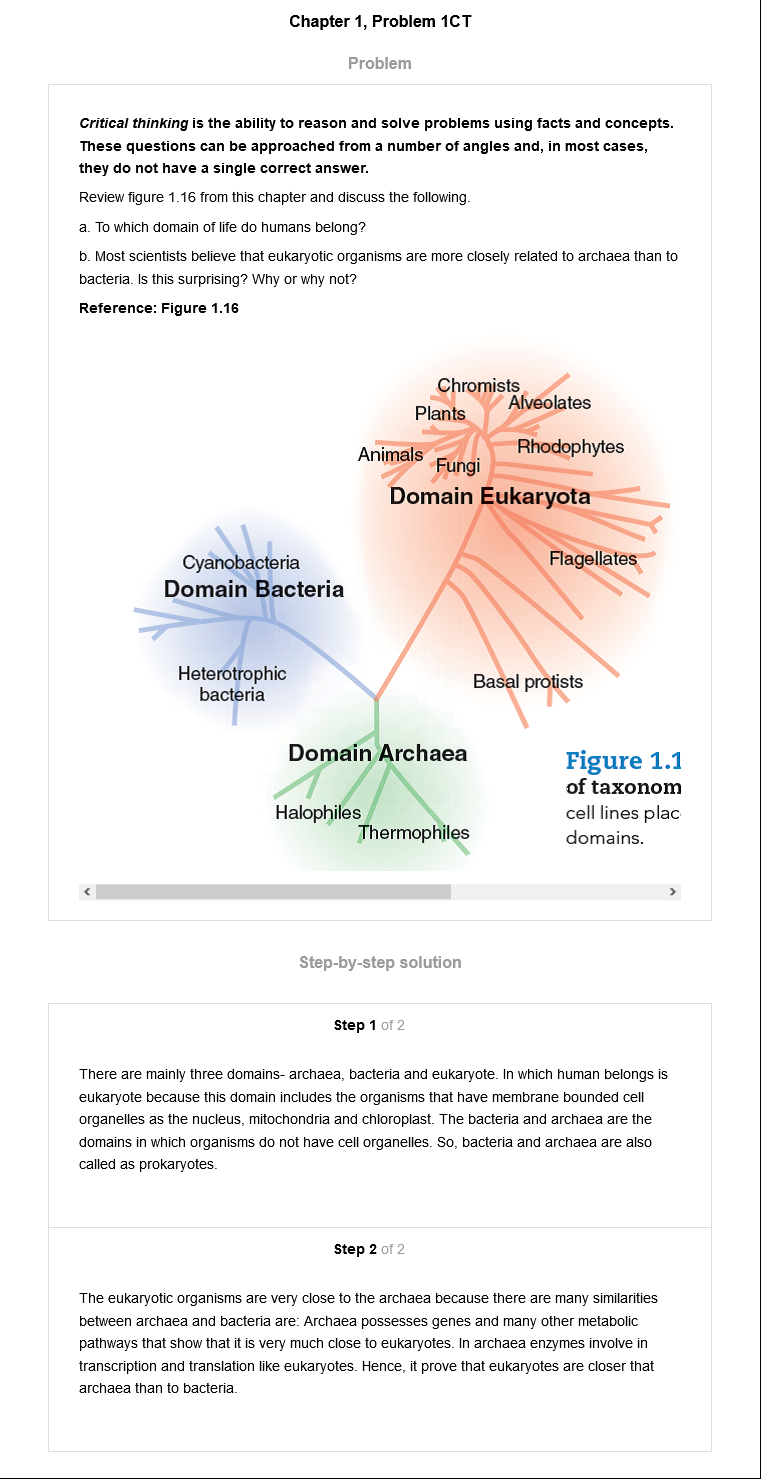 Chapter 1, Problem 1CT
Problem
Critical thinking is the ability to reason and solve problems using facts and concepts.
These questions can be approached from a number of angles and, in most cases,
they do not have a single correct answer.
Review figure 1.16 from this chapter and discuss the following.
a. To which domain of life do humans belong?
b. Most scientists believe that eukaryotic organisms are more closely related to archaea than to
bacteria. Is this surprising? Why or why not?
Reference: Figure 1.16
Chromists
Alveolates
Plants
Rhodophytes
Animals
Fungi
Domain Eukaryota
Flagellates
Cyanobacteria
Domain Bacteria
Heterotrophic
bacteria
Basal protists
Domain Archaea
Halophiles
Thermophiles
Figure 1.1
of taxonom
cell lines plac
domains.
Step-by-step solution
Step 1 of 2
There are mainly three domains- archaea, bacteria and eukaryote. In which human belongs is
eukaryote because this domain includes the organisms that have membrane bounded cell
organelles as the nucleus, mitochondria and chloroplast. The bacteria and archaea are the
domains in which organisms do not have cell organelles. So, bacteria and archaea are also
called as prokaryotes.
Step 2 of 2
The eukaryotic organisms are very close to the archaea because there are many similarities
between archaea and bacteria are: Archaea possesses genes and many other metabolic
pathways that show that it is very much close to eukaryotes. In archaea enzymes involve in
transcription and translation like eukaryotes. Hence, it prove that eukaryotes are closer that
archaea than to bacteria.